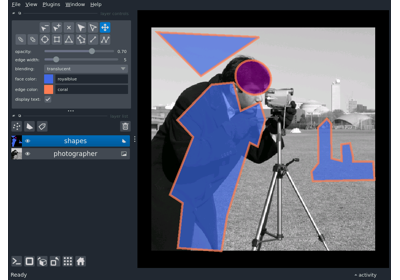 File View Plugins Window Help
opacity: 0.70
edge width:
blending: translucent
face color: royalblue
edge color: coral
display text:
shapes
photographer
Ready
activity